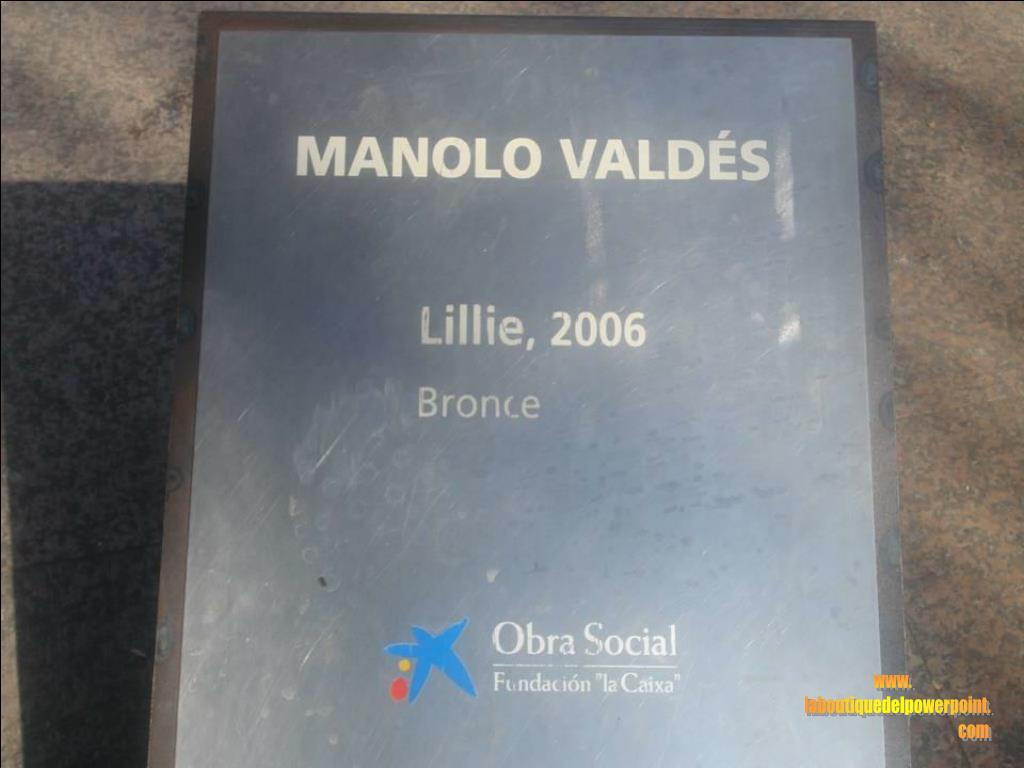 MANOLO VALDÉS
Lillie, 2006
Bronce
Obra Social
Fundación "la Caixa"
www.
laboutiquedelpowerpoint.
com